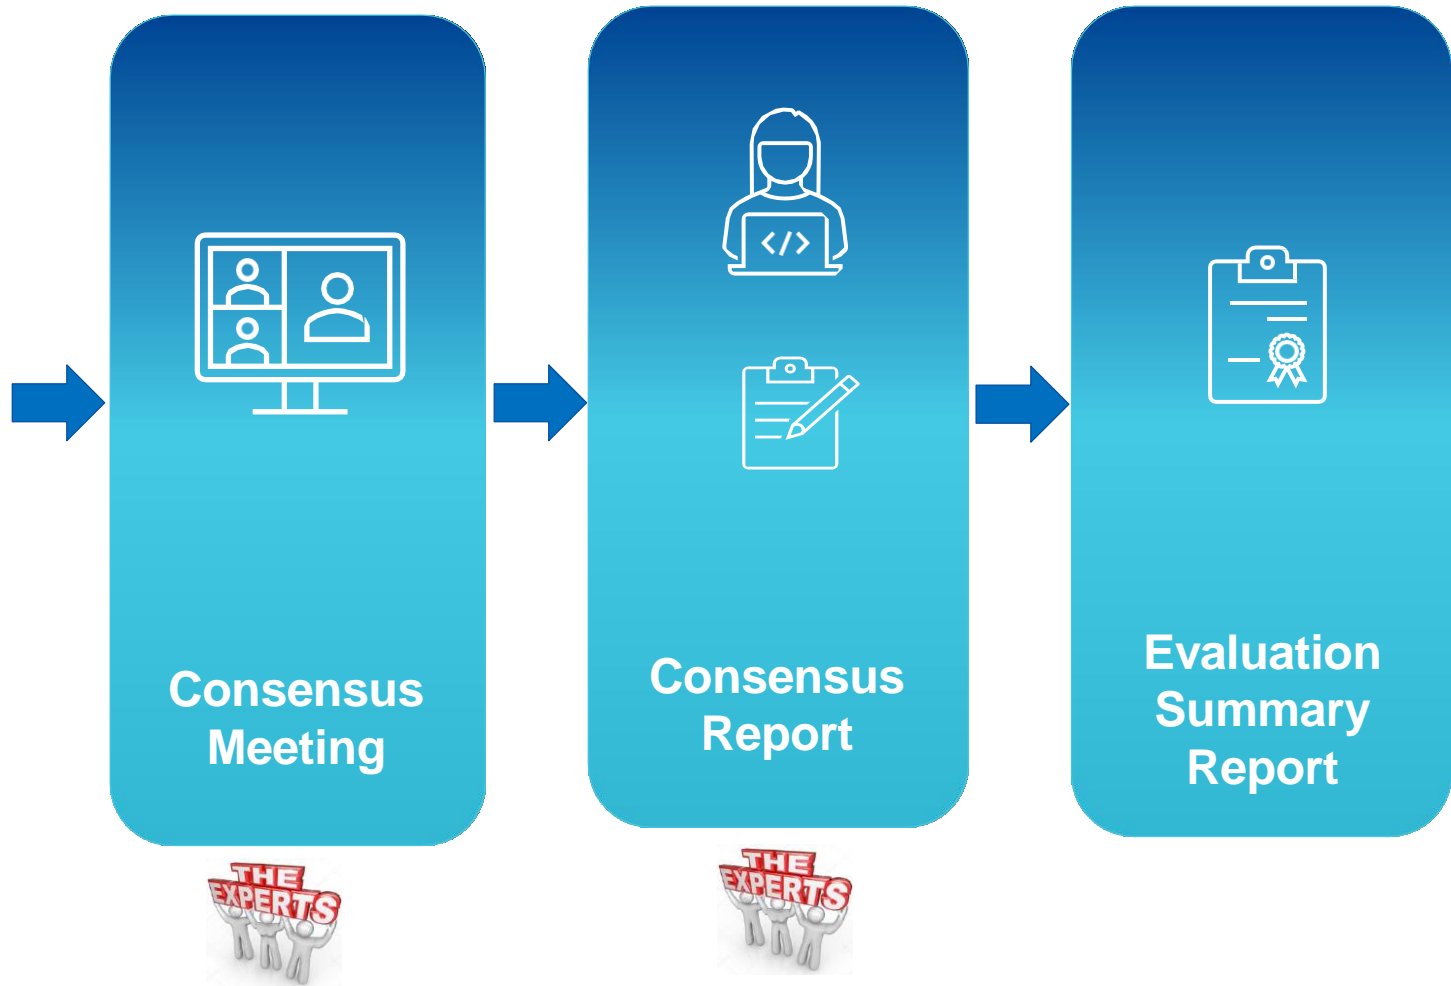 </>
Consensus
Meeting
Consensus
Report
Evaluation
Summary
Report
THE
EXPERTS
THE
EXPERTS